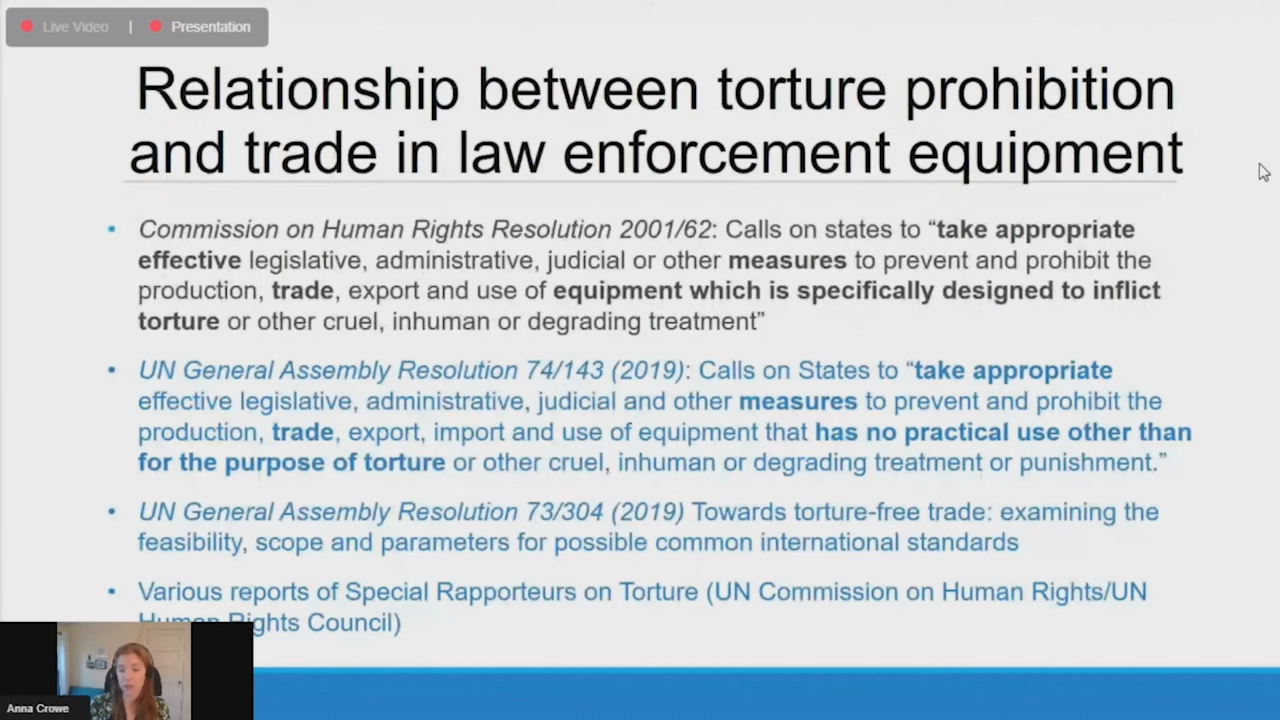 Live Video | Presentation
Relationship between torture prohibition
and trade in law enforcement equipment
• Commission on Human Rights Resolution 2001/62: Calls on states to “take appropriate
effective legislative, administrative, judicial or other measures to prevent and prohibit the
production, trade, export and use of equipment which is specifically designed to inflict
torture or other cruel, inhuman or degrading treatment”
• UN General Assembly Resolution 74/143 (2019): Calls on States to “take appropriate
effective legislative, administrative, judicial and other measures to prevent and prohibit the
production, trade, export, import and use of equipment that has no practical use other than
for the purpose of torture or other cruel, inhuman or degrading treatment or punishment.”
• UN General Assembly Resolution 73/304 (2019) Towards torture-free trade: examining the
feasibility, scope and parameters for possible common international standards
• Various reports of Special Rapporteurs on Torture (UN Commission on Human Rights/UN
Human Rights Council)
Anna Crowe